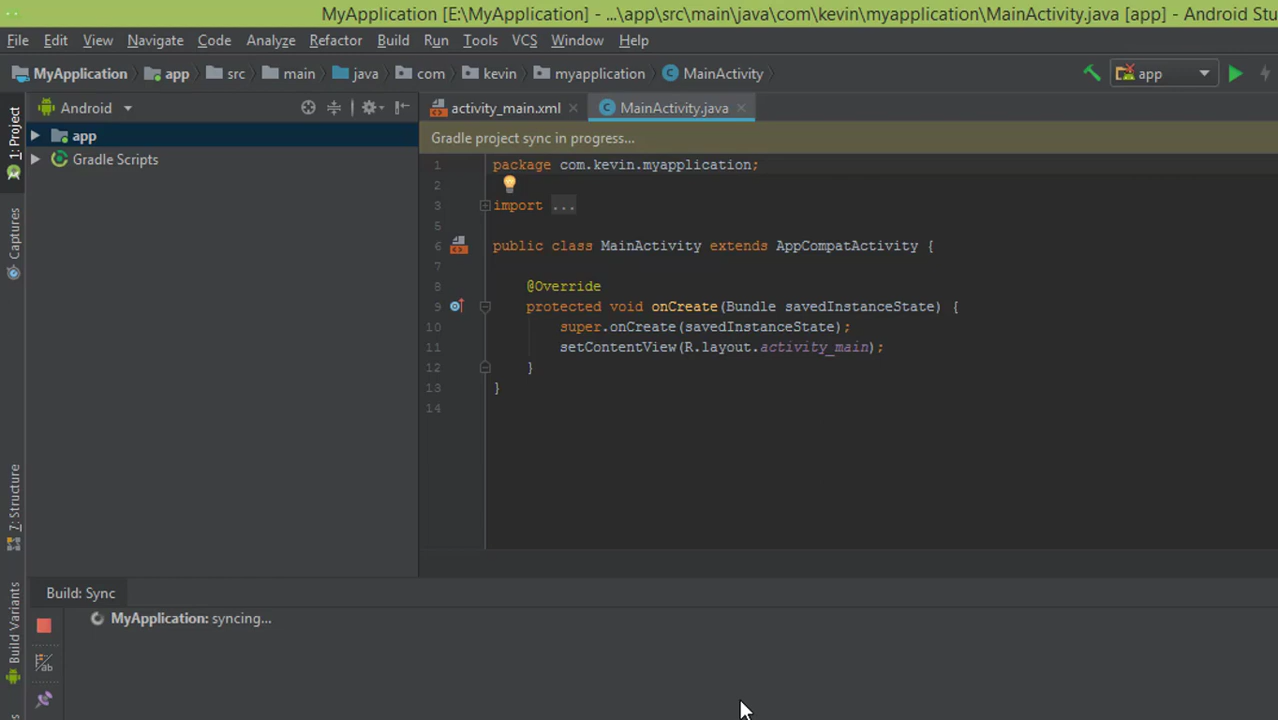 MyApplication [E:\MyApplication] - ...\app\src\main\java\com\kevin\myapplication\MainActivity.java [app] - Android Stu
File Edit View Navigate Code Analyze Refactor Build Run Tools VCS Window Help
MyApplication app src main java com kevin myapplication MainActivity app
1: Project
Android
activity_main.xml MainActivity.java
app
Gradle Scripts
Gradle project sync in progress...
1 package com.kevin.myapplication;
2
3 import ...
5
6 public class MainActivity extends AppCompatActivity {
7
8 @Override
9 protected void onCreate(Bundle savedInstanceState) {
10 super.onCreate(savedInstanceState);
11 setContentView(R.layout.activity_main);
12 }
13 }
14
Captures
7: Structure
Build Variants
Build: Sync
MyApplication: syncing...